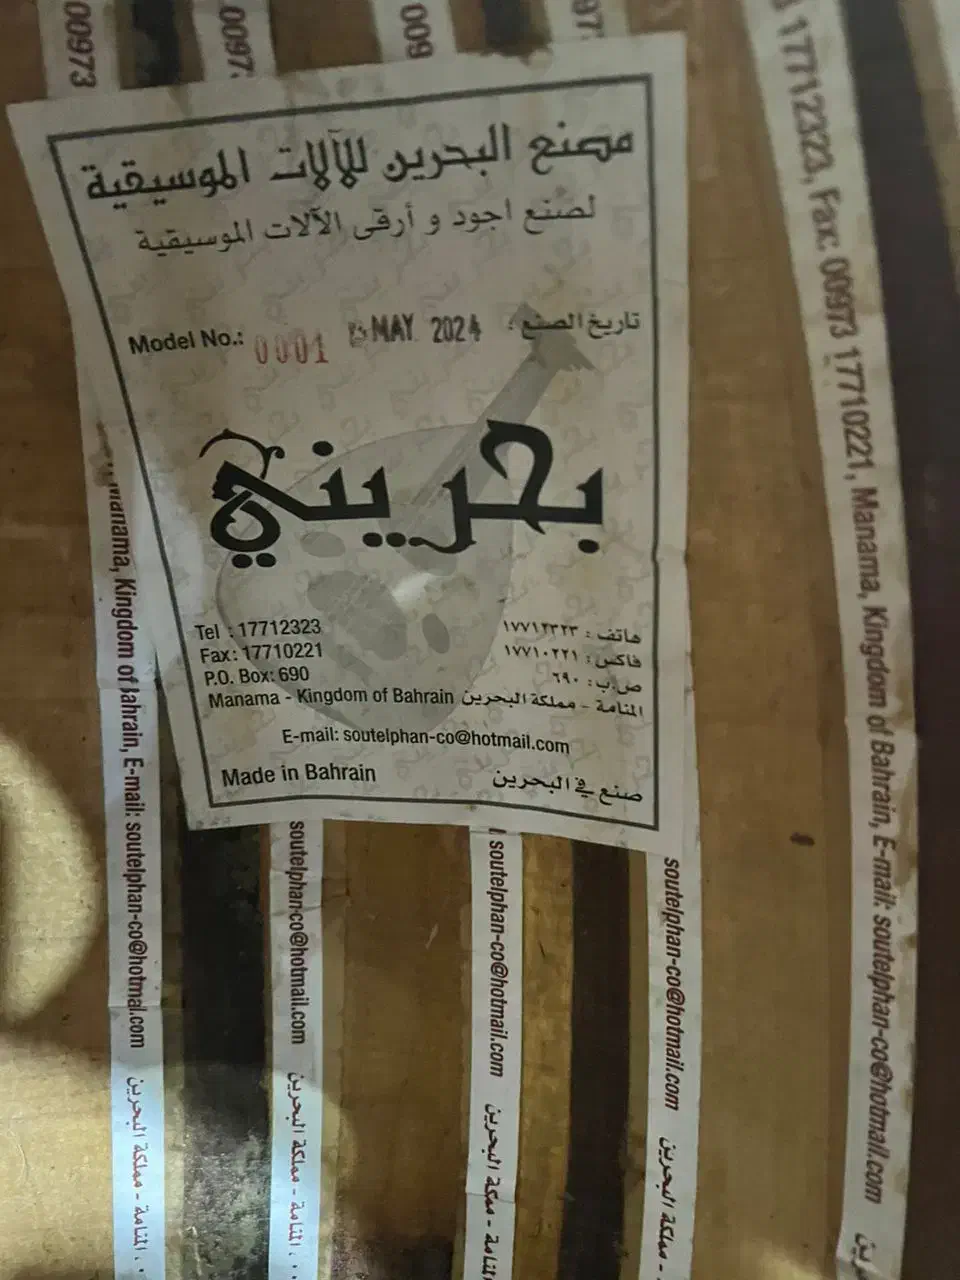 مصنع البحرين للآلات الموسيقية
لصنع اجود و أرقى الآلات الموسيقية
Model No.: 0001 MAY 2024 تاريخ الصنع :
بحريني
Tel : 17712323 هاتف : ١٧٧١٢٣٢٣
Fax: 17710221 فاكس : ١٧٧١٠٢٢١
P.O. Box: 690 ص.ب : ٦٩٠
Manama - Kingdom of Bahrain المنامة - مملكة البحرين
E-mail: soutelphan-co@hotmail.com
Made in Bahrain صنع في البحرين
00973
Manama, Kingdom of Bahrain, E-mail: soutelphan-co@hotmail.com المنامة - مملكة البحرين
soutelphan-co@hotmail.com المنامة - مملكة البحرين
009
soutelphan-co@hotmail.com المنامة - مملكة البحرين
soutelphan-co@hotmail.com المنامة - مملكة البحرين
17712323, Fax: 00973 17710221, Manama, Kingdom of Bahrain, E-mail: soutelphan-co@hotmail.com